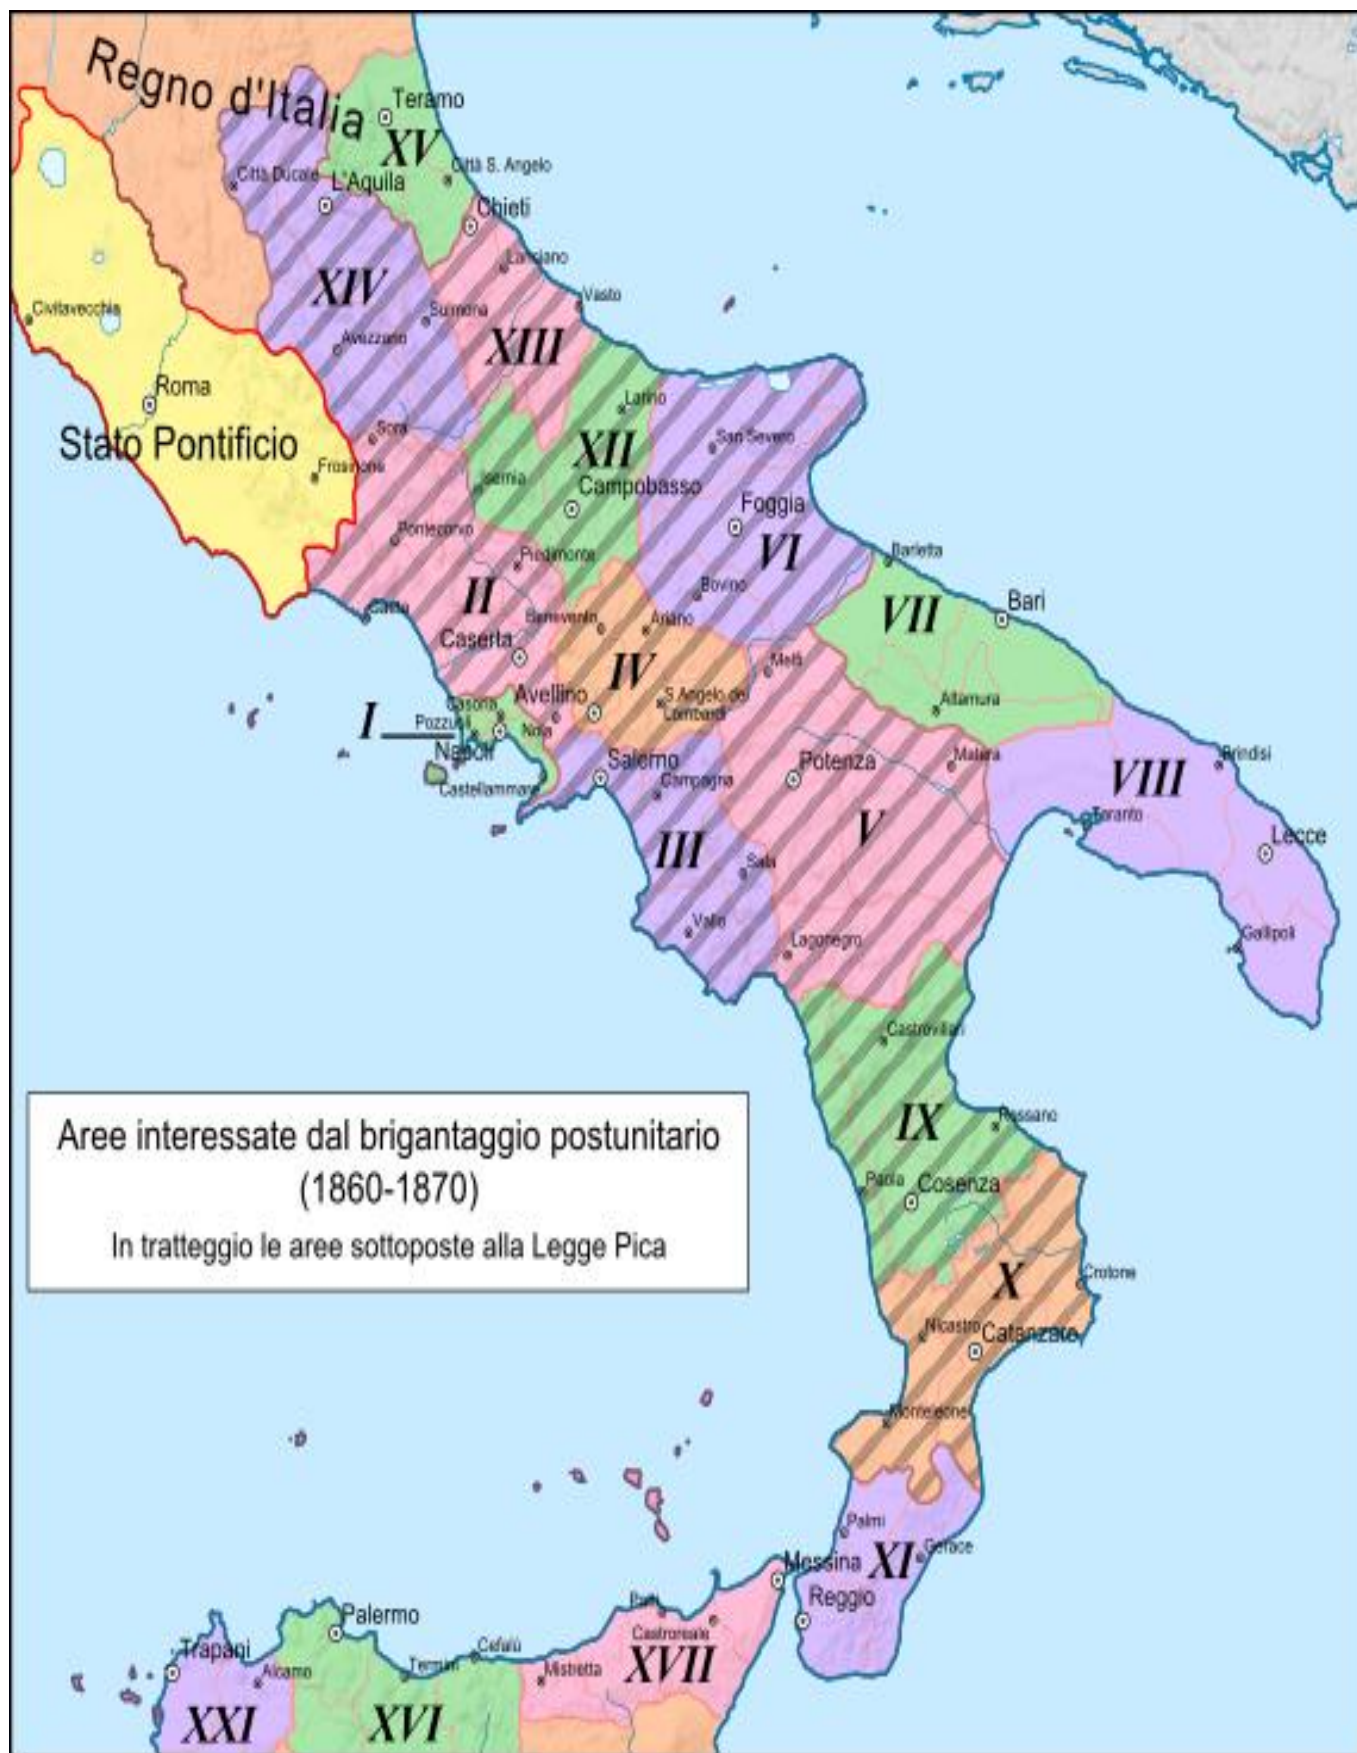 Regno d'Italia
Teramo
XV
Città S. Angelo
Città Ducale
L'Aquila
Chieti
Lanciano
XIV
Civitavecchia
Sulmona
Vasto
Avezzano
XIII
Roma
Larino
Stato Pontificio
Sora
San Severo
Frosinone
XII
Isernia
Campobasso
Foggia
Pontecorvo
VI
Barletta
Piedimonte
Bovino
II
VII
Bari
Gaeta
Benevento
Ariano
Caserta
IV
Melfi
Avellino
S Angelo dei
Lombardi
Altamura
Casoria
I
Pozzuoli
Nola
Napoli
Salerno
Potenza
Matera
Brindisi
VIII
Campagna
Castellammare
Taranto
V
Lecce
III
Sala
Vallo
Lagonegro
Gallipoli
Castrovillari
Aree interessate dal brigantaggio postunitario
(1860-1870)
In tratteggio le aree sottoposte alla Legge Pica
IX
Rossano
Paola
Cosenza
X
Crotone
Nicastro
Catanzaro
Monteleone
Palmi
XI
Gerace
Messina
Reggio
Patti
Castroreale
Palermo
Trapani
Cefalù
XVII
Alcamo
Termini
Mistretta
XXI
XVI